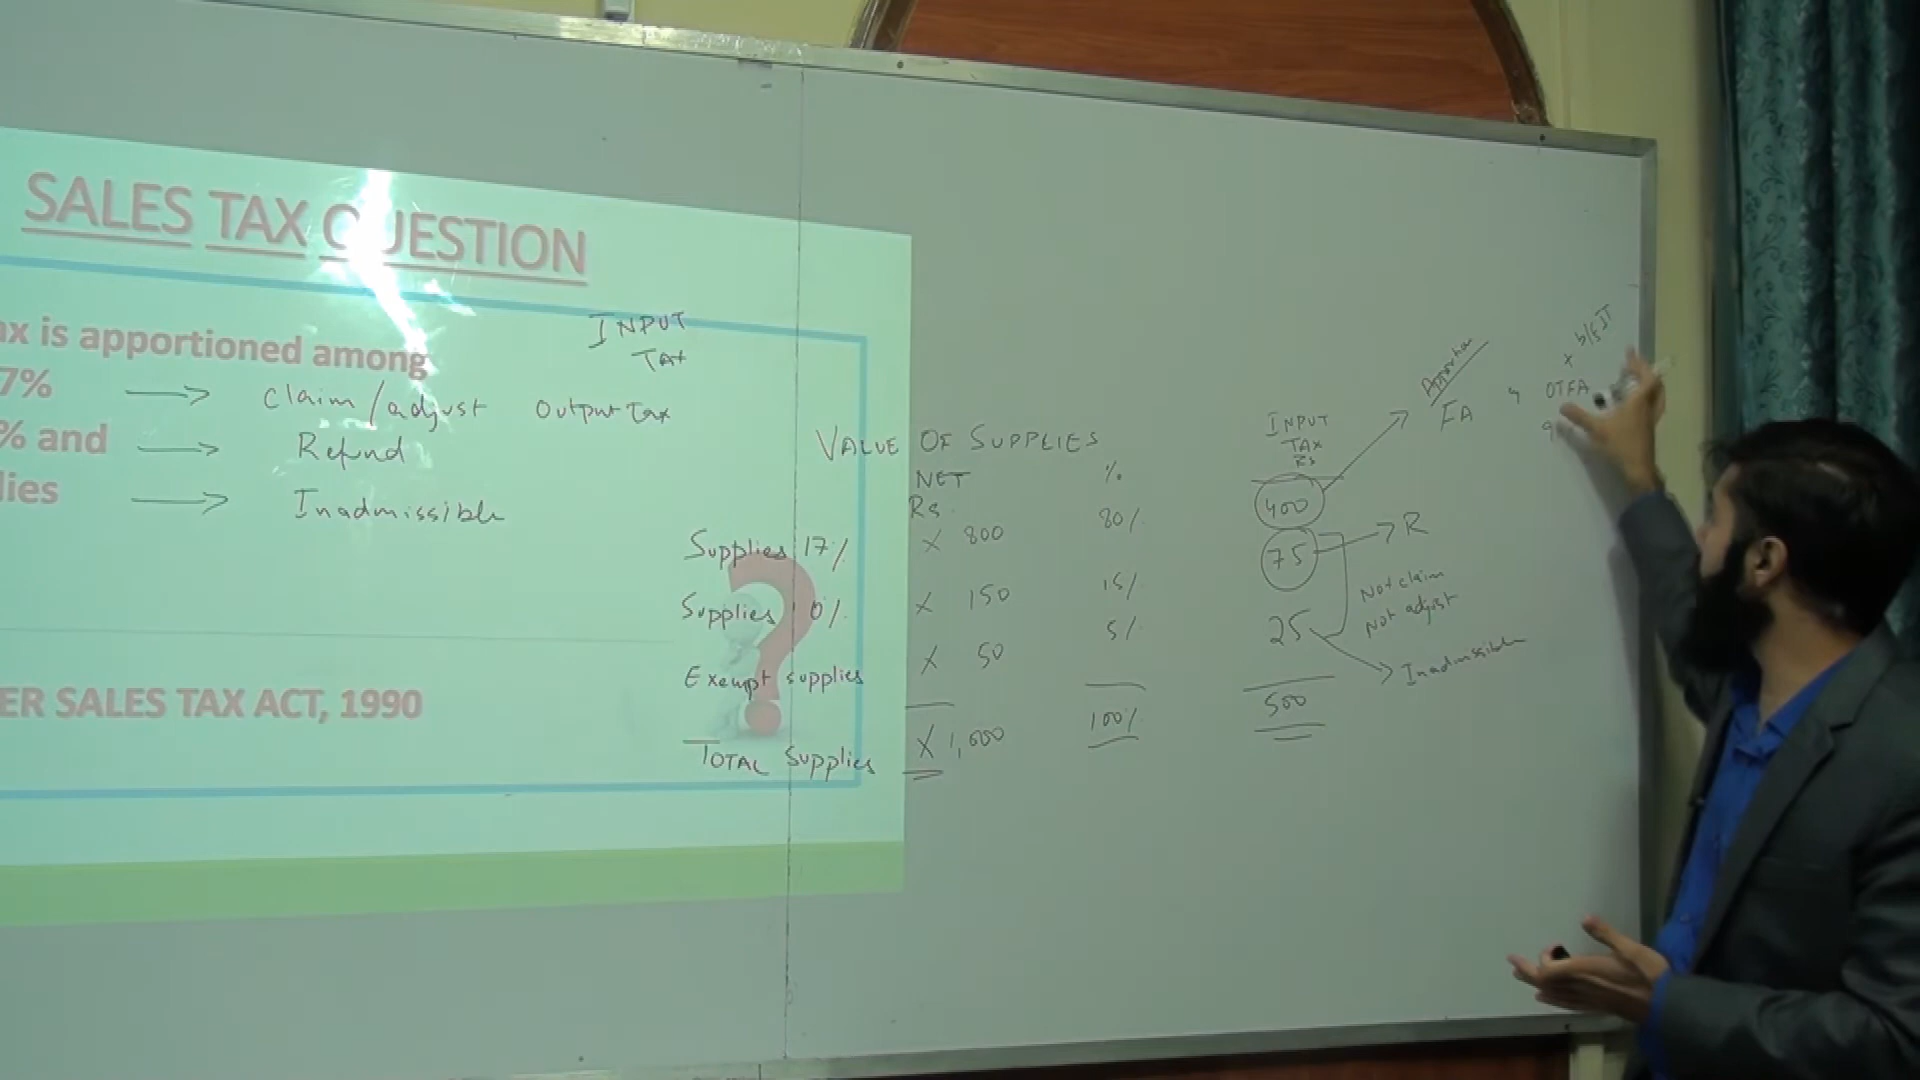 SALES TAX QUESTION
ax is apportioned among
7% → Claim/adjust Output Tax
% and → Refund
lies → Inadmissible
ER SALES TAX ACT, 1990
INPUT
TAX
VALUE OF SUPPLIES
NET %
Rs.
Supplies 17% X 800 80%
Supplies 0% X 150 15%
Exempt supplies X 50 5%
TOTAL Supplies X 1,000 100%
INPUT
TAX
Rs
400
75 → R
25
500
Not claim
Not adjust
Inadmissible
FA
OTFA
+